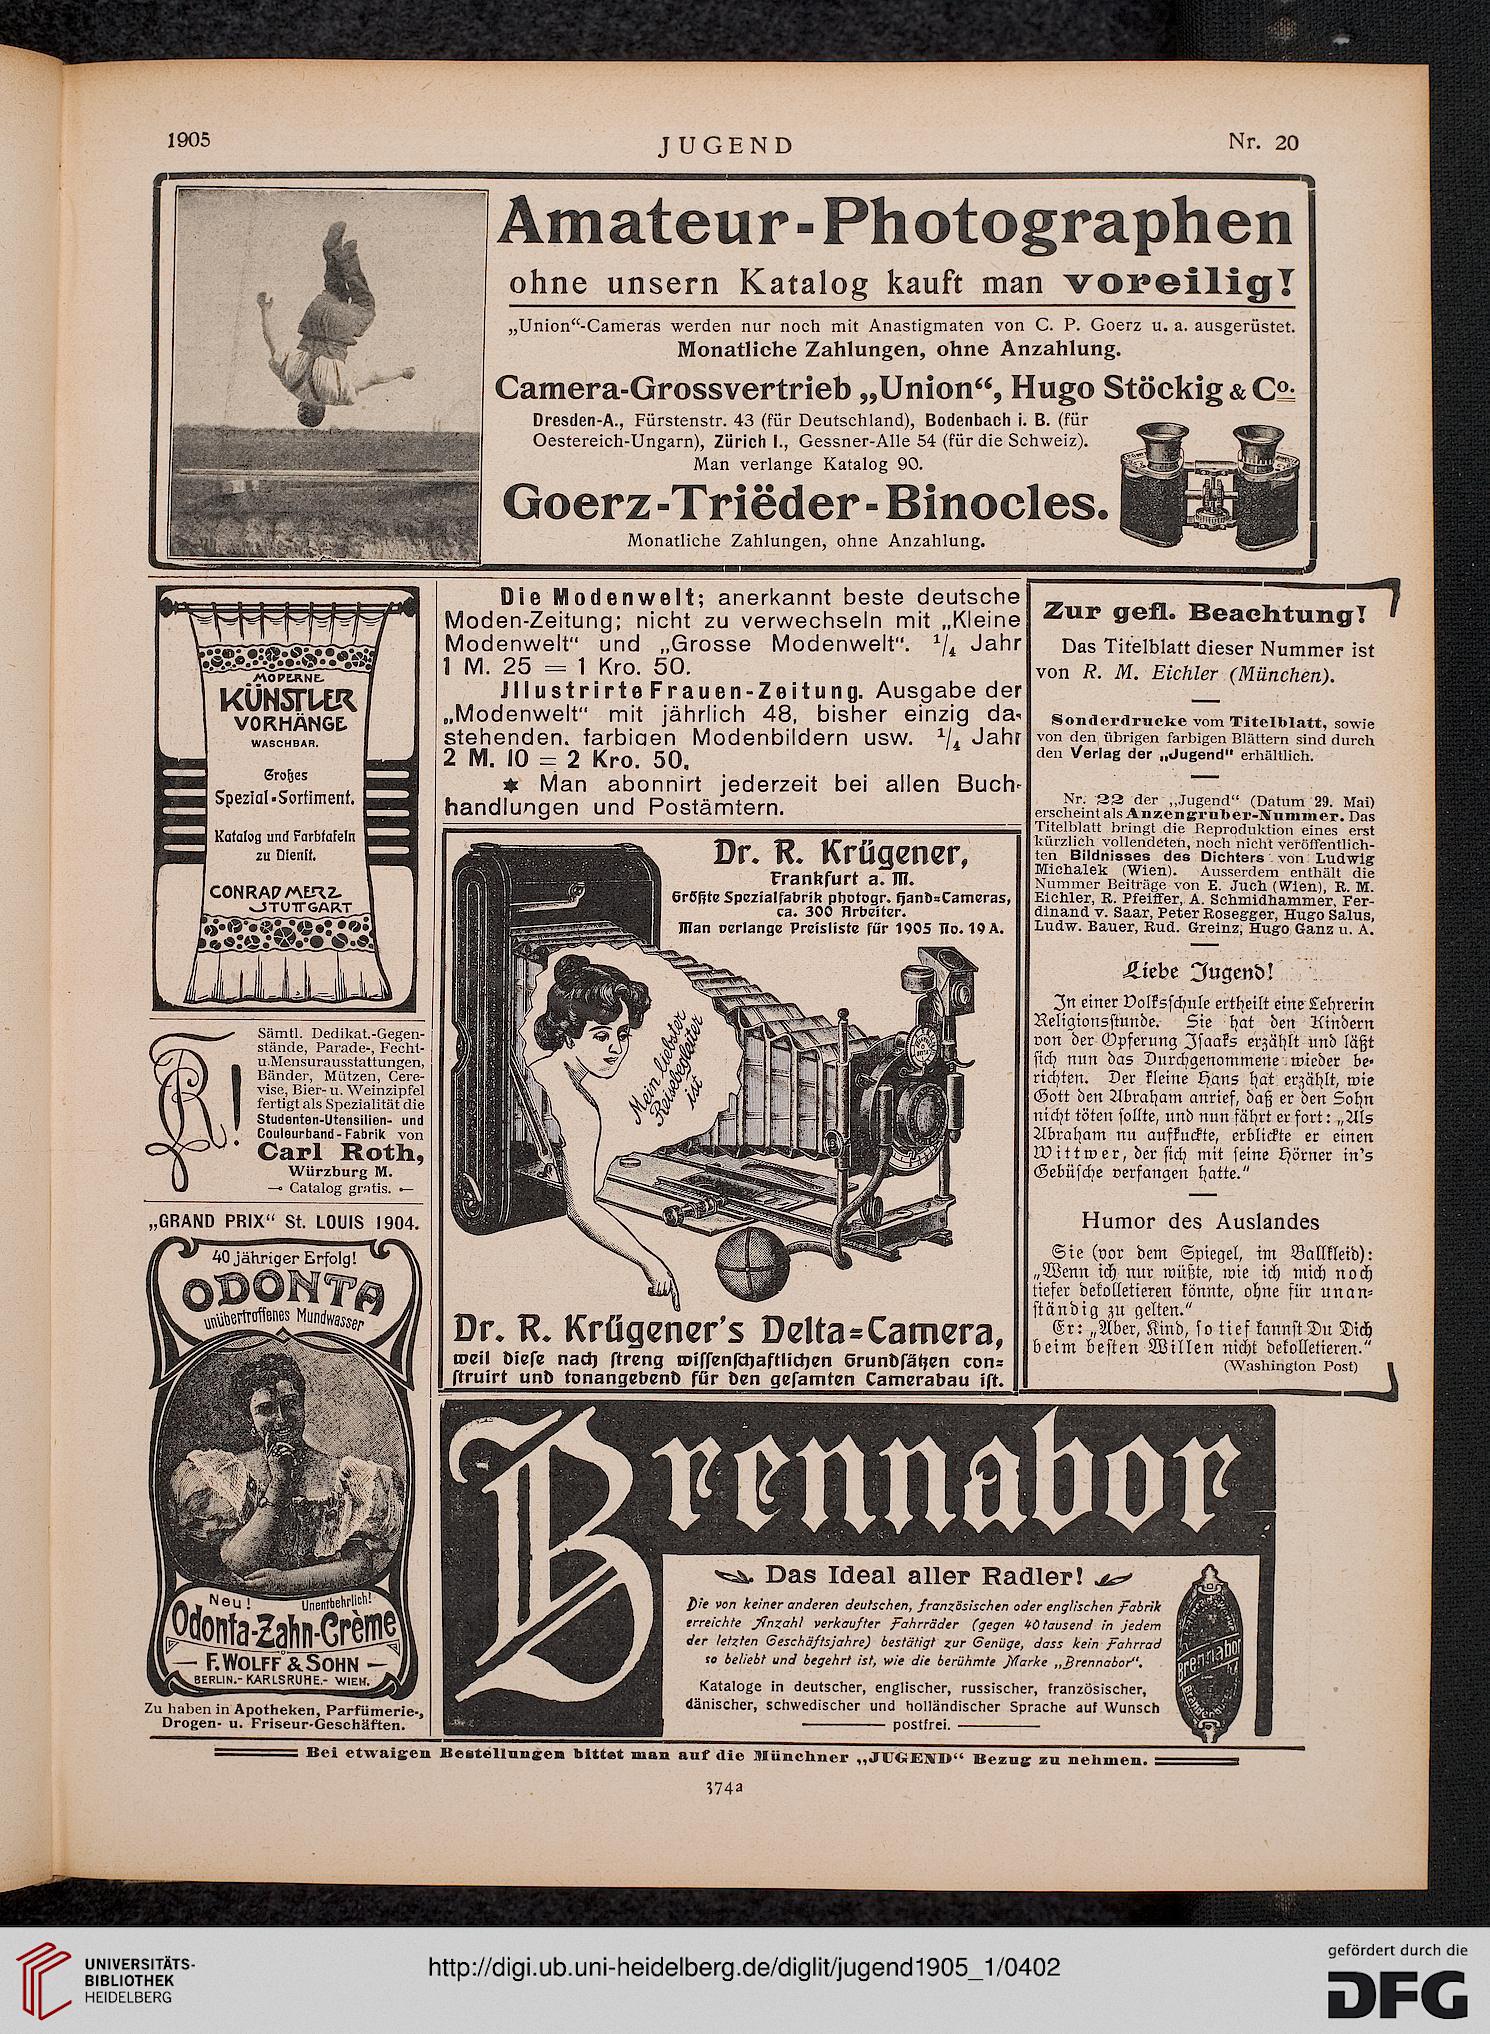 1905
JUGEND
Nr. 20
Amateur-Photographen
ohne unsern Katalog kauft man voreilig!
„Union“-Cameras werden nur noch mit Anastigmaten von C. P. Goerz u. a. ausgerüstet.
Monatliche Zahlungen, ohne Anzahlung.
Camera-Grossvertrieb „Union“, Hugo Stöckig & Co.
Dresden-A., Fürstenstr. 43 (für Deutschland), Bodenbach i. B. (für
Oestereich-Ungarn), Zürich I., Gessner-Alle 54 (für die Schweiz).
Man verlange Katalog 90.
Goerz-Triëder-Binocles.
Monatliche Zahlungen, ohne Anzahlung.
MODERNE
KÜNSTLER
VORHÄNGE
WASCHBAR.
Großes
Spezial-Sortiment.
Katalog und Farbtafeln
zu Dienst.
CONRAD MERZ
STUTTGART
R!
Sämtl. Dedikat.-Gegen-
stände, Parade-, Fecht-
u. Mensurausstattungen,
Bänder, Mützen, Cere-
vise, Bier- u. Weinzipfel
fertigt als Spezialität die
Studenten-Utensilien- und
Couleurband-Fabrik von
Carl Roth,
Würzburg M.
Catalog gratis.
„GRAND PRIX“ St. LOUIS 1904.
40 jähriger Erfolg!
ODONTA
unübertroffenes Mundwasser
Neu! Unentbehrlich!
Odonta-Zahn-Crème
F. WOLFF & SOHN
BERLIN.- KARLSRUHE.- WIEN.
Zu haben in Apotheken, Parfümerie-,
Drogen- u. Friseur-Geschäften.
Die Modenwelt; anerkannt beste deutsche
Moden-Zeitung; nicht zu verwechseln mit „Kleine
Modenwelt“ und „Grosse Modenwelt“. 1/4 Jahr
1 M. 25 = 1 Kro. 50.
Illustrirte Frauen-Zeitung. Ausgabe der
„Modenwelt“ mit jährlich 48, bisher einzig da-
stehenden, farbigen Modenbildern usw. 1/4 Jahr
2 M. 10 = 2 Kro. 50.
* Man abonnirt jederzeit bei allen Buch-
handlungen und Postämtern.
Dr. R. Krügener,
Frankfurt a. M.
Größte Spezialfabrik photogr. Hand-Cameras,
ca. 300 Arbeiter.
Man verlange Preisliste für 1905 No. 19 A.
Mein liebster
Reisebegleiter
ist
Dr. R. Krügener's Delta-Camera,
weil diese nach streng wissenschaftlichen Grundsätzen con-
struirt und tonangebend für den gesamten Camerabau ist.
Zur gefl. Beachtung!
Das Titelblatt dieser Nummer ist
von R. M. Eichler (München).
Sonderdrucke vom Titelblatt, sowie
von den übrigen farbigen Blättern sind durch
den Verlag der „Jugend“ erhältlich.
Nr. 22 der „Jugend“ (Datum 29. Mai)
erscheint als Anzengruber-Nummer. Das
Titelblatt bringt die Reproduktion eines erst
kürzlich vollendeten, noch nicht veröffentlich-
ten Bildnisses des Dichters von Ludwig
Michalek (Wien). Ausserdem enthält die
Nummer Beiträge von E. Juch (Wien), R. M.
Eichler, R. Pfeiffer, A. Schmidhammer, Fer-
dinand v. Saar, Peter Rosegger, Hugo Salus,
Ludw. Bauer, Rud. Greinz, Hugo Ganz u. A.
Liebe Jugend!
In einer Volksschule ertheilt eine Lehrerin
Religionsstunde. Sie hat den Kindern
von der Opferung Isaaks erzählt und läßt
sich nun das Durchgenommene wieder be-
richten. Der kleine Hans hat erzählt, wie
Gott den Abraham anrief, daß er den Sohn
nicht töten sollte, und nun fährt er fort: „Als
Abraham nu aufkuckte, erblickte er einen
Wittwer, der sich mit seine Hörner in's
Gebüsche verfangen hatte.“
Humor des Auslandes
Sie (vor dem Spiegel, im Ballkleid):
„Wenn ich nur wüßte, wie ich mich noch
tiefer dekolletieren könnte, ohne für unan-
ständig zu gelten.“
Er: „Aber, Kind, so tief kannst Du Dich
beim besten Willen nicht dekolletieren.“
(Washington Post)
Brennabor
Das Ideal aller Radler!
Die von keiner anderen deutschen, französischen oder englischen Fabrik
erreichte Anzahl verkaufter Fahrräder (gegen 40tausend in jedem
der letzten Geschäftsjahre) bestätigt zur Genüge, dass kein Fahrrad
so beliebt und begehrt ist, wie die berühmte Marke „Brennabor“.
Kataloge in deutscher, englischer, russischer, französischer,
dänischer, schwedischer und holländischer Sprache auf Wunsch
postfrei.
Brennabor
Bei etwaigen Bestellungen bittet man auf die Münchner „JUGEND“ Bezug zu nehmen.
374a
UNIVERSITÄTS-
BIBLIOTHEK
HEIDELBERG
http://digi.ub.uni-heidelberg.de/diglit/jugend1905_1/0402
gefördert durch die
DFG